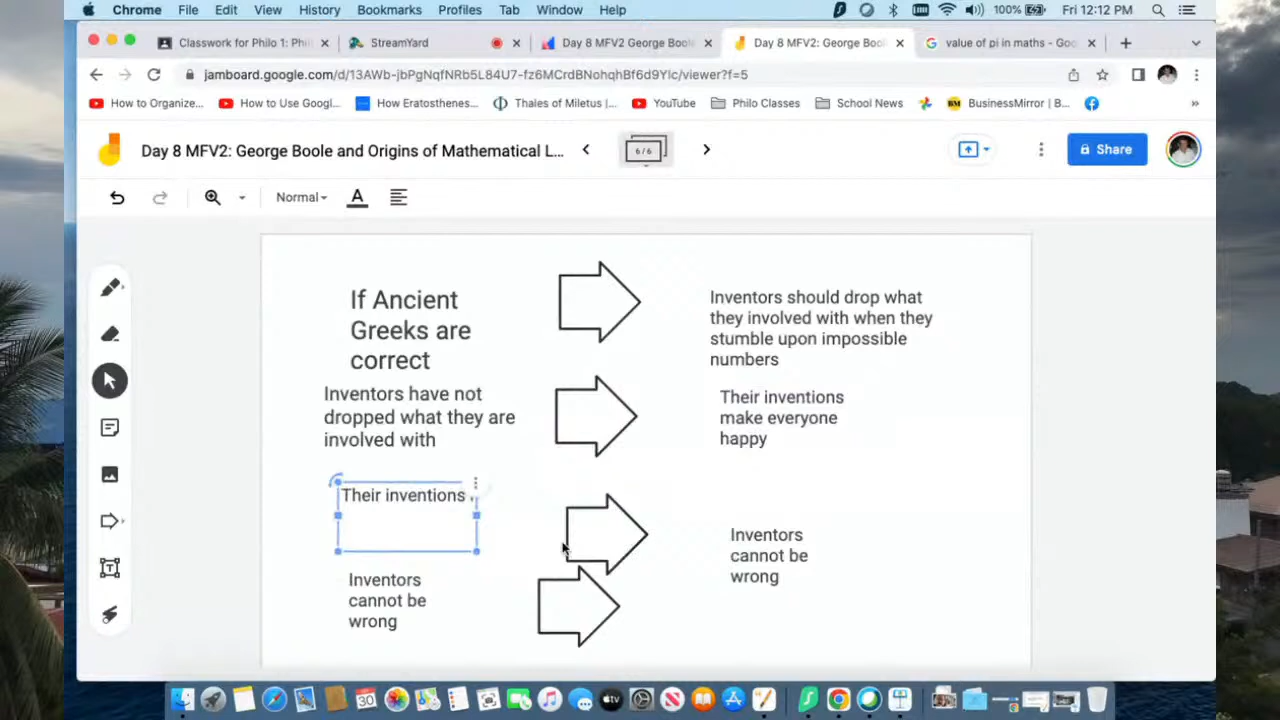 Chrome File Edit View History Bookmarks Profiles Tab Window Help 100% Fri 12:12 PM
Classwork for Philo 1: Phil StreamYard Day 8 MFV2 George Boole Day 8 MFV2: George Boo value of pi in maths - Goo
jamboard.google.com/d/13AWb-jbPgNqfNRb5L84U7-fz6MCrdBNohqhBf6d9Ylc/viewer?f=5
How to Organize... How to Use Googl... How Eratosthenes... Thales of Miletus |... YouTube Philo Classes School News BM BusinessMirror | B... »
Day 8 MFV2: George Boole and Origins of Mathematical L... 6 / 6 Share
Normal A
If Ancient
Greeks are
correct
Inventors should drop what
they involved with when they
stumble upon impossible
numbers
Inventors have not
dropped what they are
involved with
Their inventions
make everyone
happy
Their inventions
Inventors
cannot be
wrong
Inventors
cannot be
wrong
30